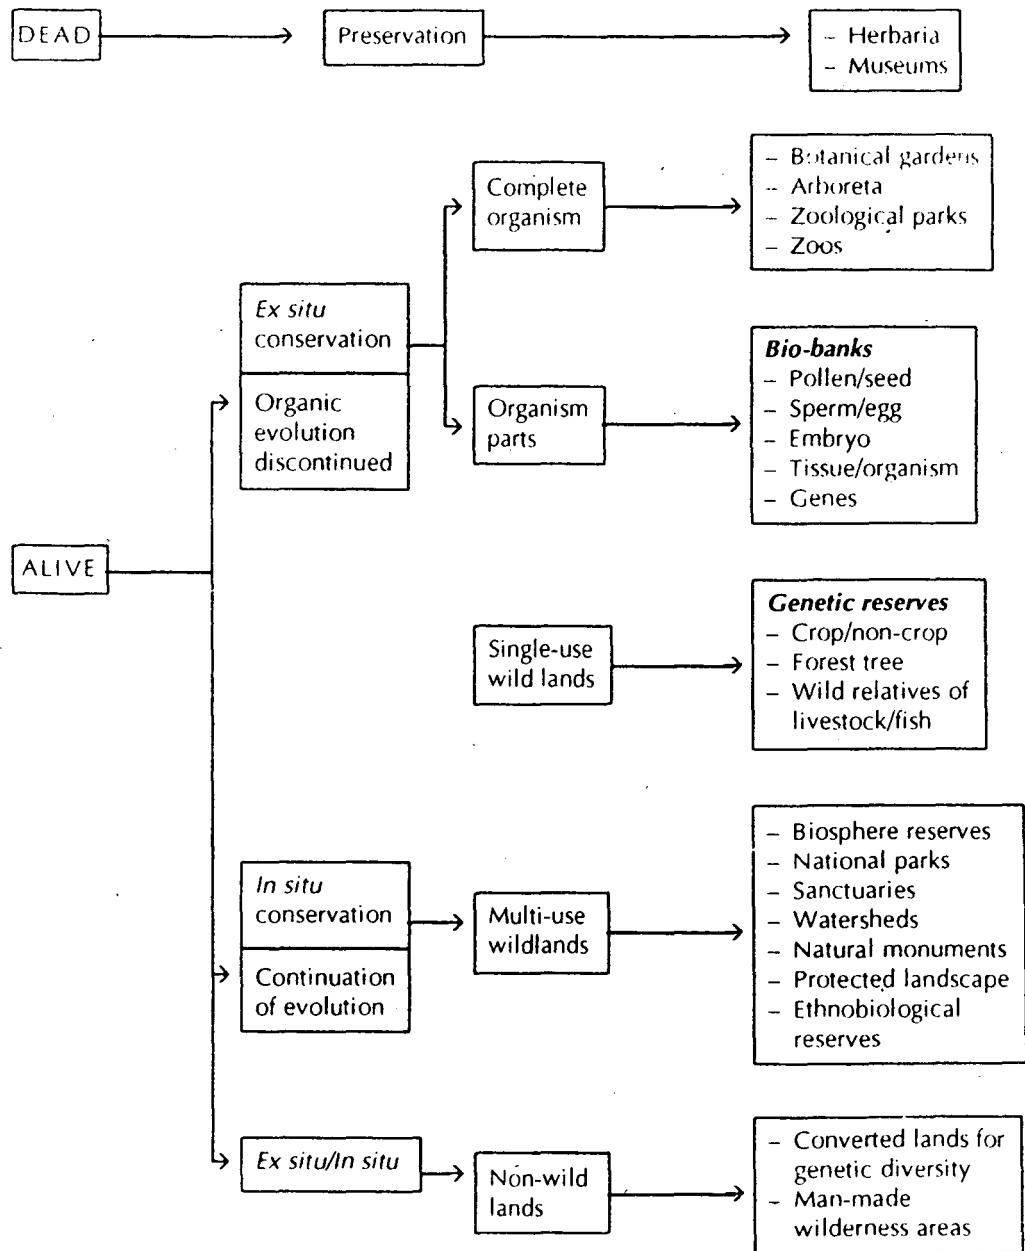 DEAD
Preservation
– Herbaria
– Museums
Complete
organism
– Botanical gardens
– Arboreta
– Zoological parks
– Zoos
Ex situ
conservation
Organic
evolution
discontinued
Organism
parts
Bio-banks
– Pollen/seed
– Sperm/egg
– Embryo
– Tissue/organism
– Genes
ALIVE
Single-use
wild lands
Genetic reserves
– Crop/non-crop
– Forest tree
– Wild relatives of
livestock/fish
In situ
conservation
Continuation
of evolution
Multi-use
wildlands
– Biosphere reserves
– National parks
– Sanctuaries
– Watersheds
– Natural monuments
– Protected landscape
– Ethnobiological
reserves
Ex situ/In situ
Non-wild
lands
– Converted lands for
genetic diversity
– Man-made
wilderness areas